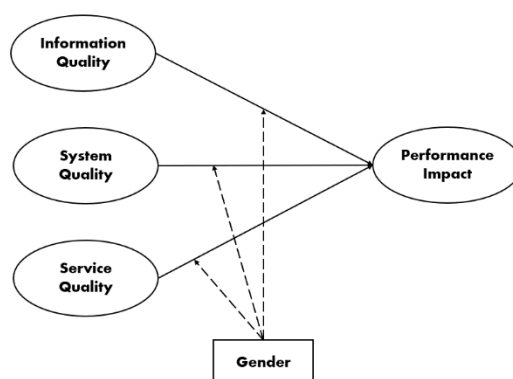 Information
Quality
System
Quality
Performance
Impact
Service
Quality
Gender